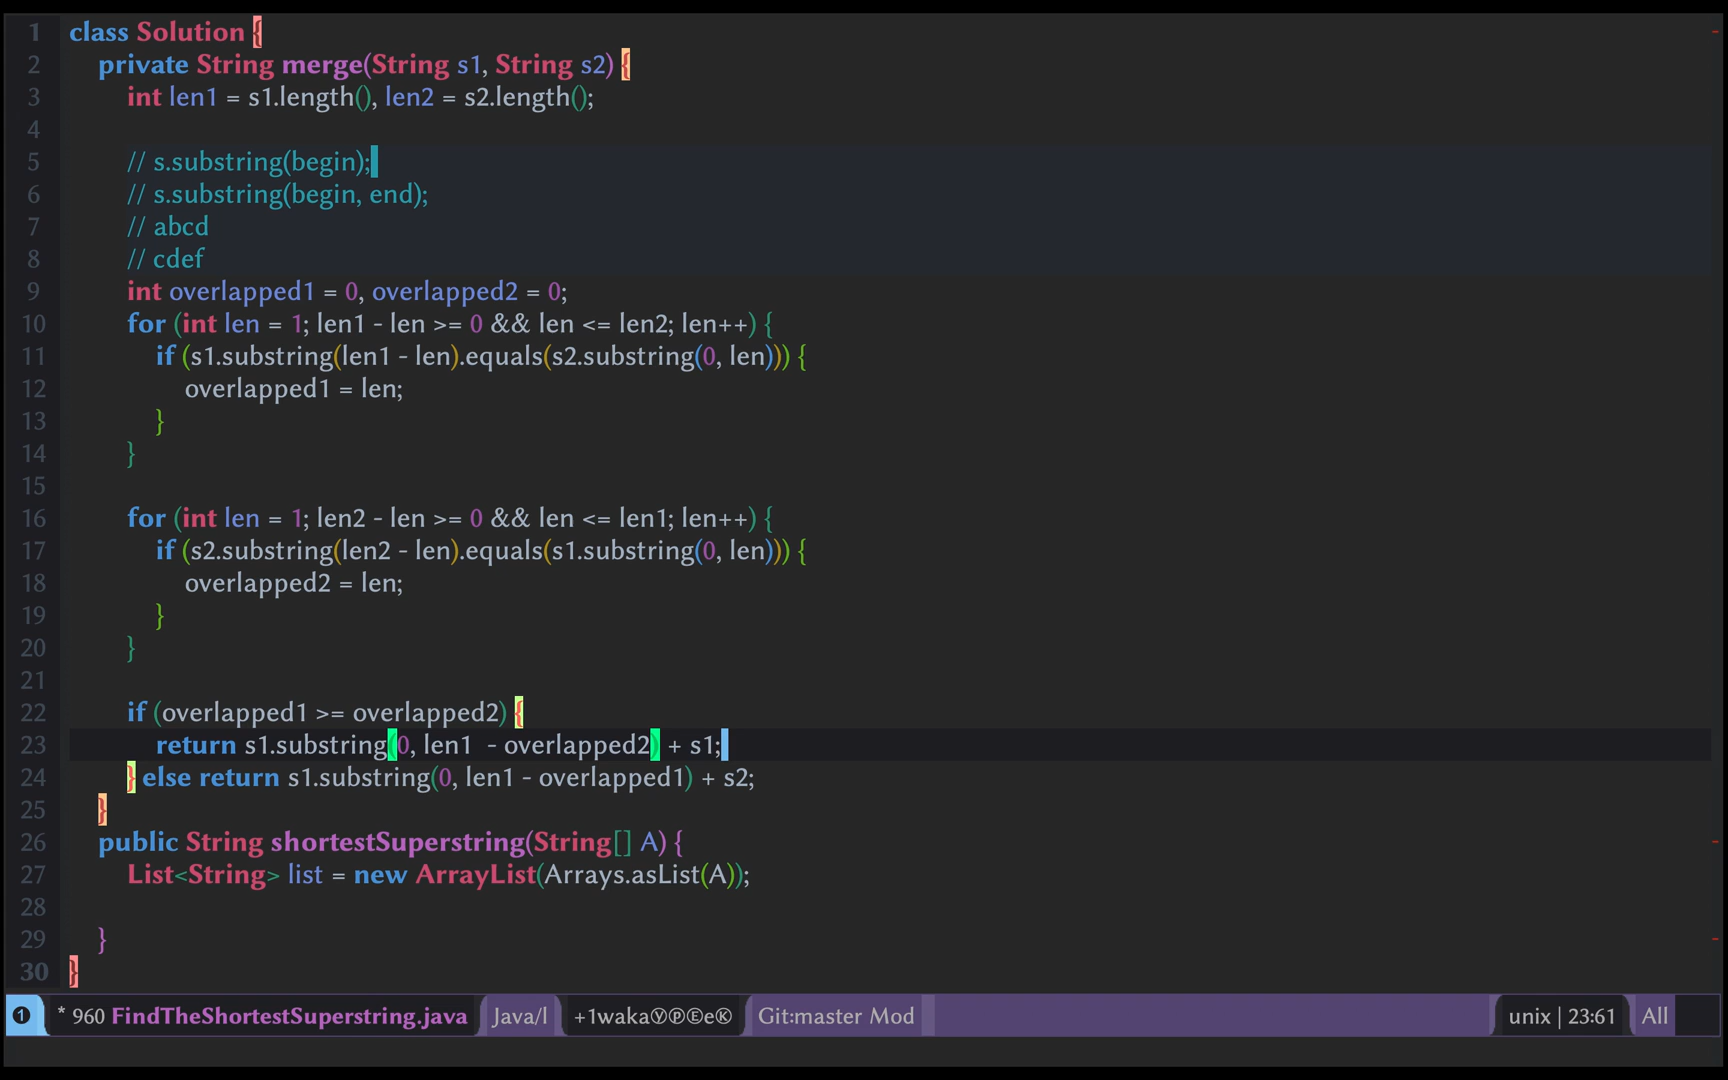 1 class Solution {
2 private String merge(String s1, String s2) {
3 int len1 = s1.length(), len2 = s2.length();
4
5 // s.substring(begin);
6 // s.substring(begin, end);
7 // abcd
8 // cdef
9 int overlapped1 = 0, overlapped2 = 0;
10 for (int len = 1; len1 - len >= 0 && len <= len2; len++) {
11 if (s1.substring(len1 - len).equals(s2.substring(0, len))) {
12 overlapped1 = len;
13 }
14 }
15
16 for (int len = 1; len2 - len >= 0 && len <= len1; len++) {
17 if (s2.substring(len2 - len).equals(s1.substring(0, len))) {
18 overlapped2 = len;
19 }
20 }
21
22 if (overlapped1 >= overlapped2) {
23 return s1.substring(0, len1  - overlapped2) + s1;
24 } else return s1.substring(0, len1 - overlapped1) + s2;
25 }
26 public String shortestSuperstring(String[] A) {
27 List<String> list = new ArrayList(Arrays.asList(A));
28
29 }
30 }
❶ * 960 FindTheShortestSuperstring.java Java/l +1wakaⓎⓅⒺeⓀ Git:master Mod unix | 23:61 All